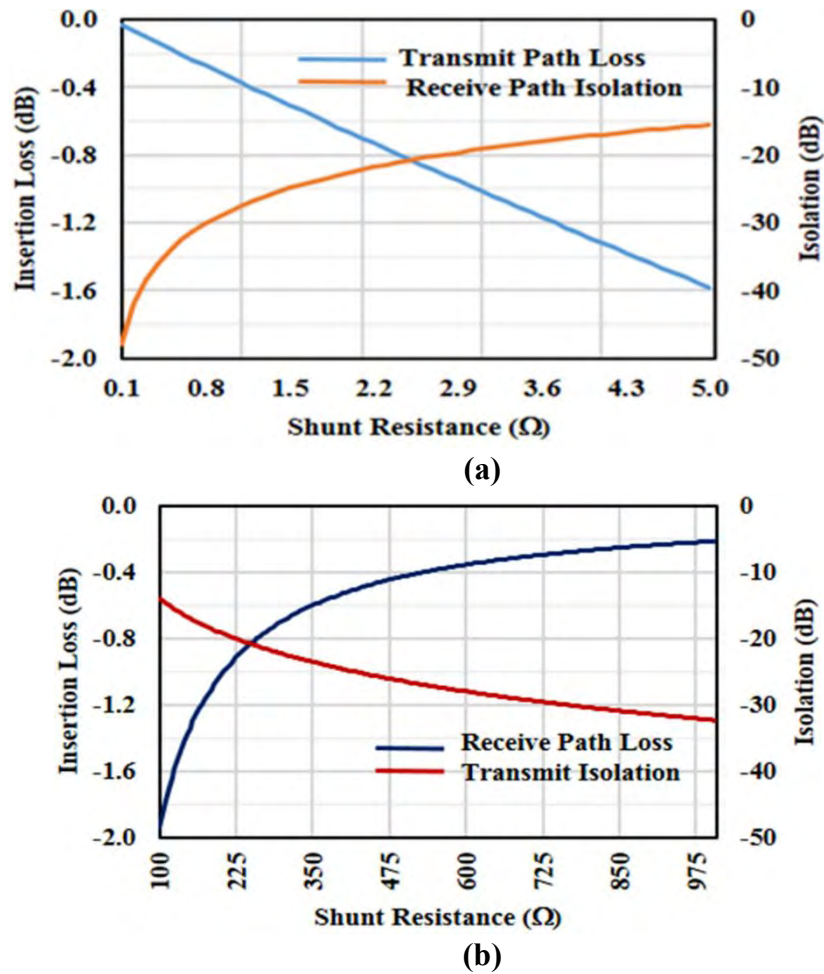 0.0
0
Transmit Path Loss
-0.4
-10
Receive Path Isolation
Insertion Loss (dB)
Isolation (dB)
-0.8
-20
-1.2
-30
-1.6
-40
-2.0
-50
0.1 0.8 1.5 2.2 2.9 3.6 4.3 5.0
Shunt Resistance (Ω)
(a)
0.0
0
-0.4
-10
Insertion Loss (dB)
Isolation (dB)
-0.8
-20
-1.2
-30
Receive Path Loss
Transmit Isolation
-1.6
-40
-2.0
-50
100 225 350 475 600 725 850 975
Shunt Resistance (Ω)
(b)